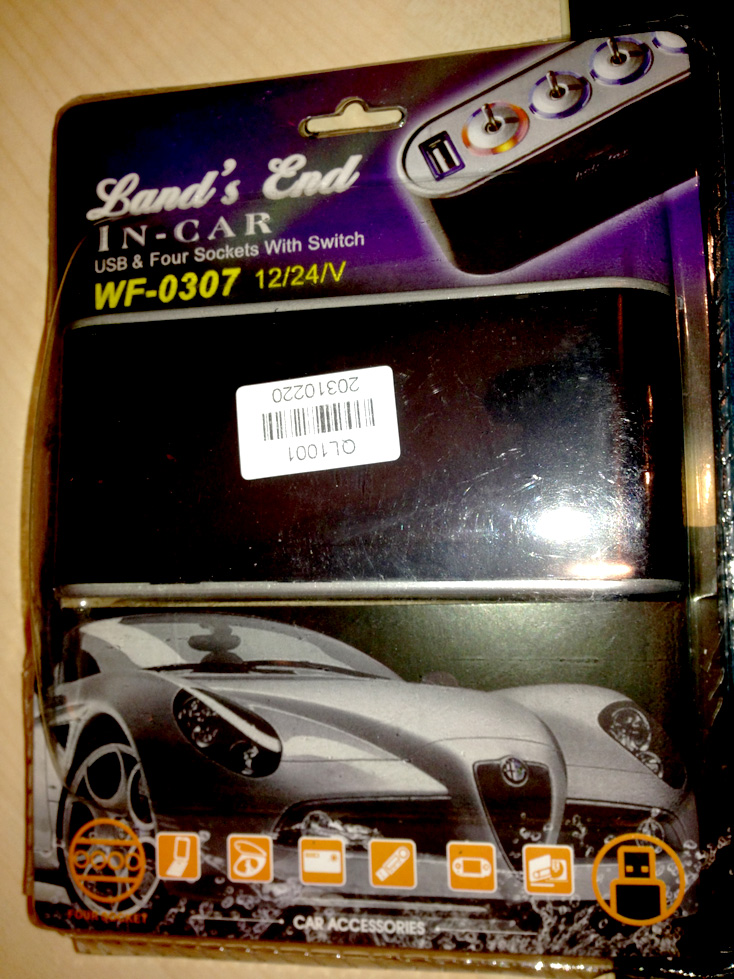 Land's End
IN-CAR
USB & Four Sockets With Switch
WF-0307 12/24/V
QL1001
20310220
FOUR SOCKET
CAR ACCESSORIES